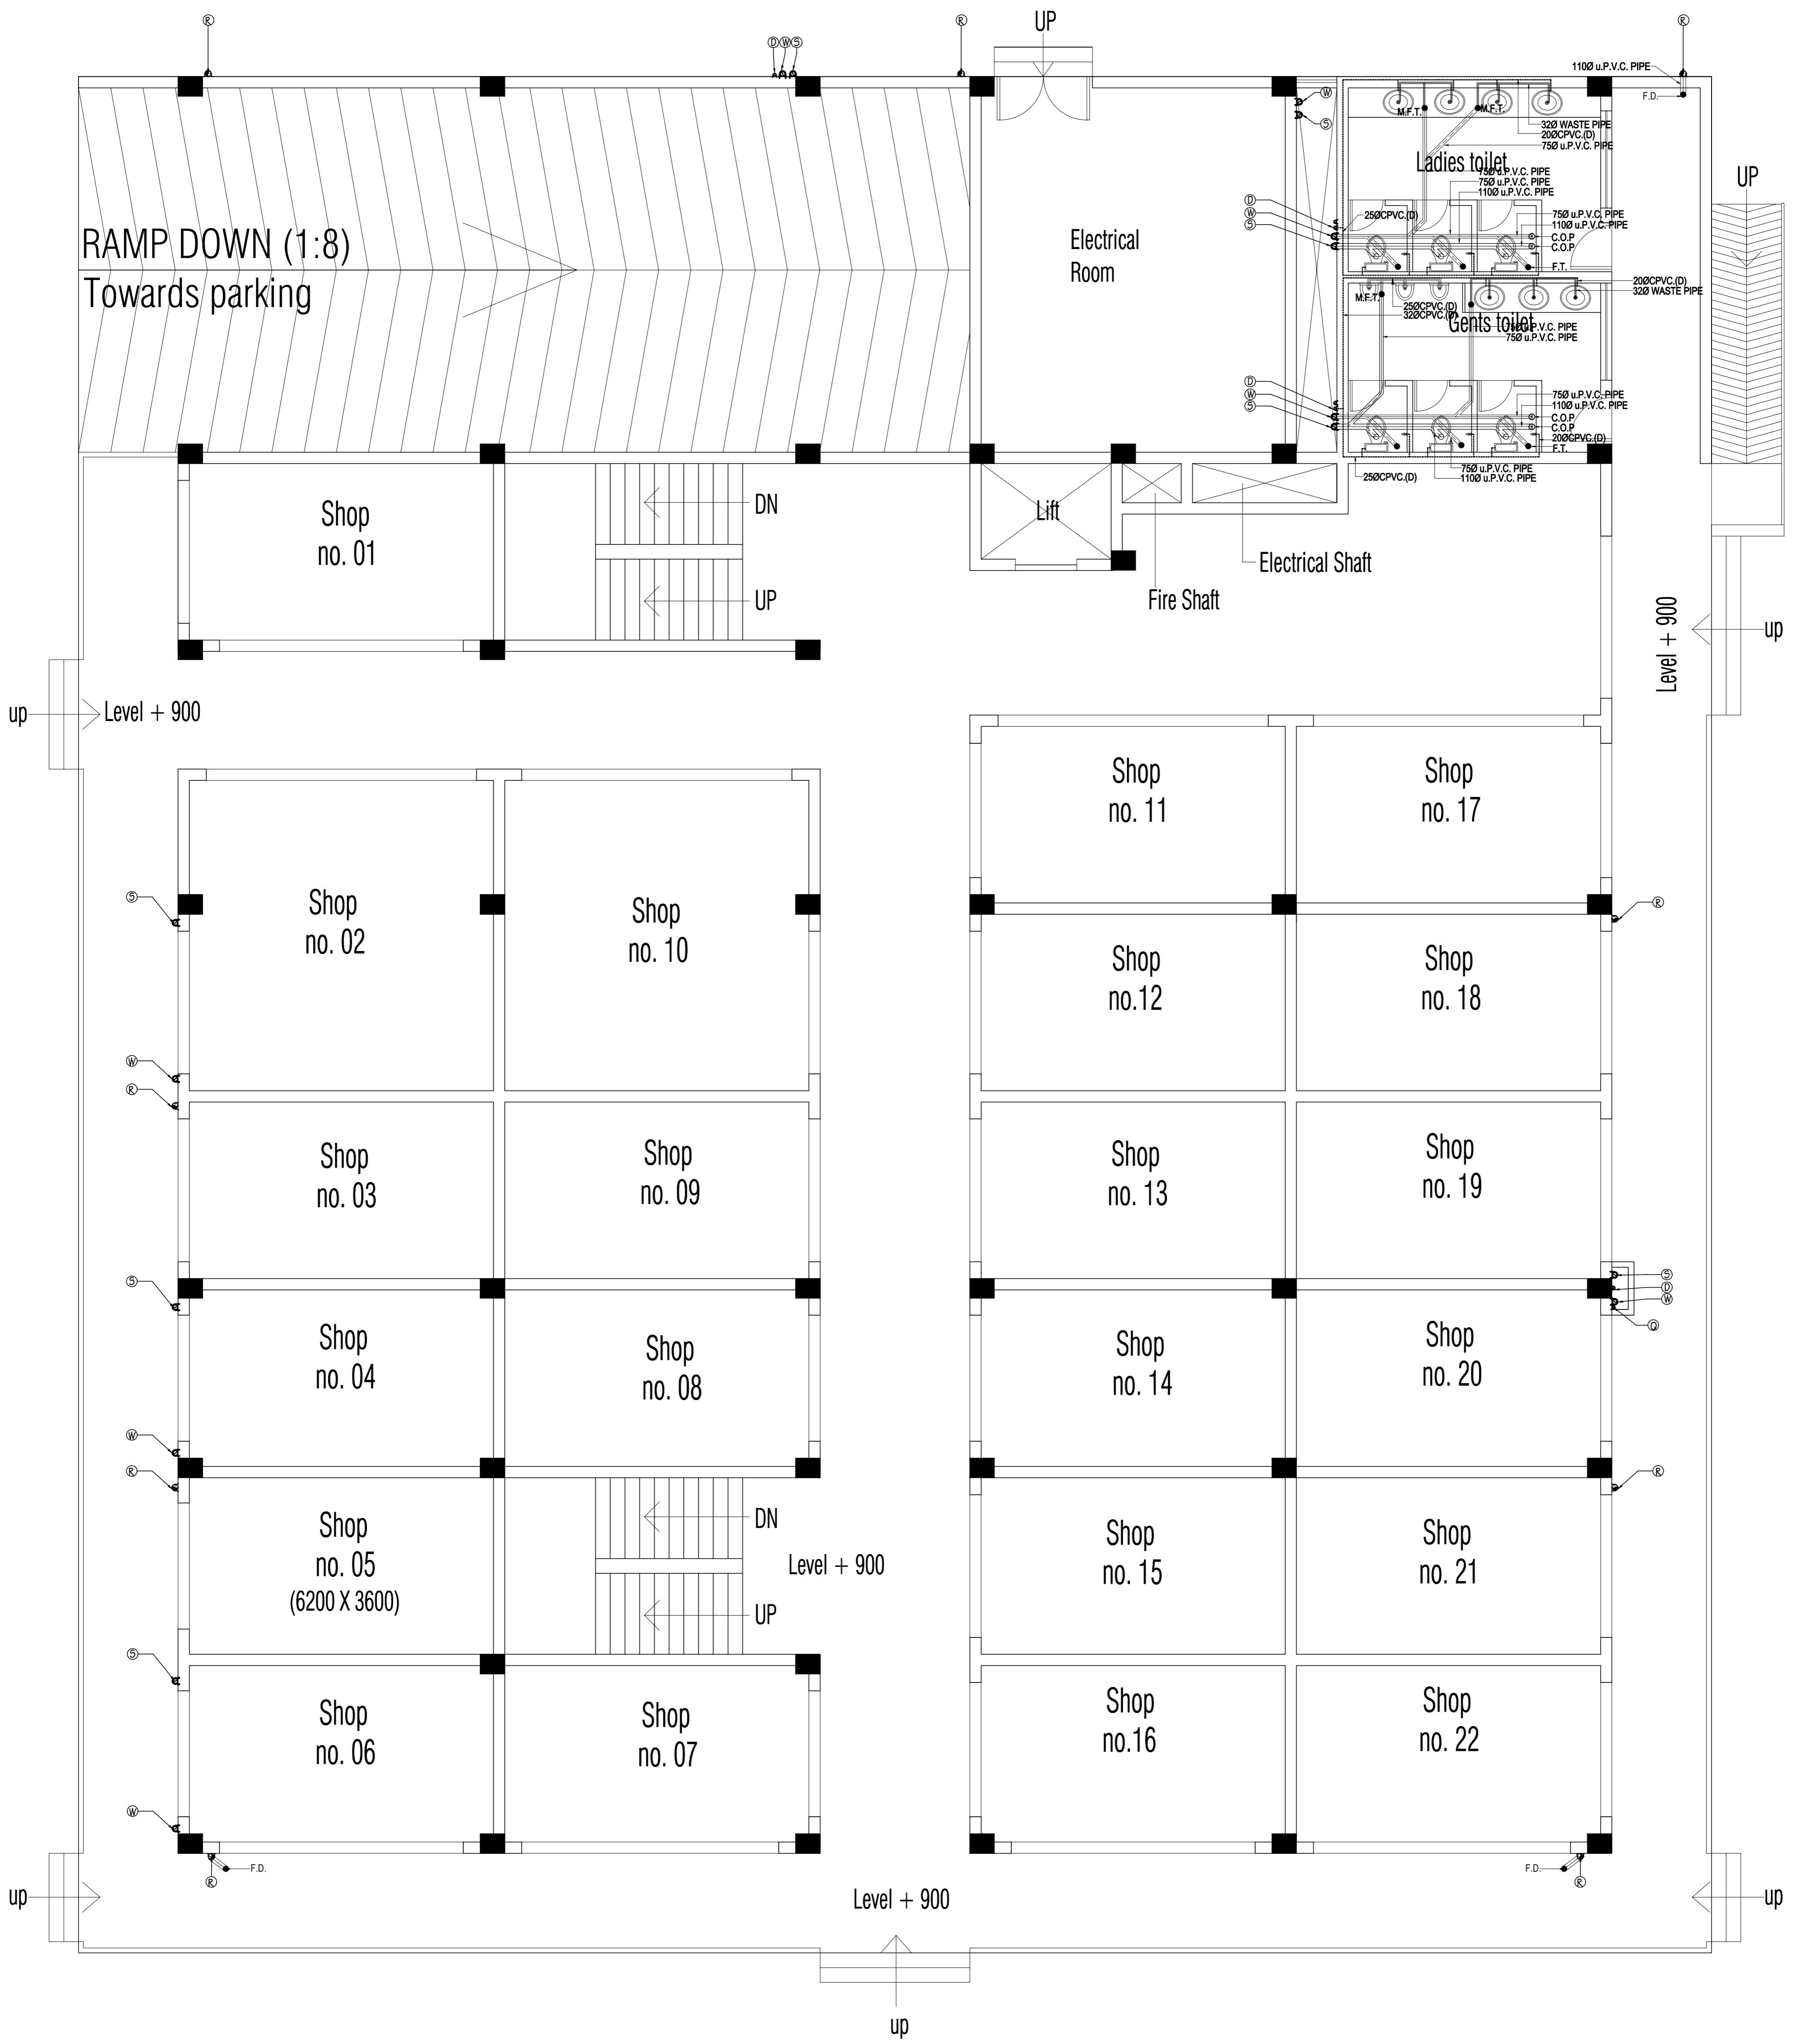 UP
R
R
R
D W S
110Ø u.P.V.C. PIPE
F.D.
W
S
M.F.T.
M.F.T.
32Ø WASTE PIPE
20ØCPVC.(D)
75Ø u.P.V.C. PIPE
Ladies toilet
75Ø u.P.V.C. PIPE
75Ø u.P.V.C. PIPE
110Ø u.P.V.C. PIPE
UP
D
W
S
25ØCPVC.(D)
75Ø u.P.V.C. PIPE
110Ø u.P.V.C. PIPE
C.O.P
C.O.P
F.T.
RAMP DOWN (1:8)
Towards parking
Electrical
Room
20ØCPVC.(D)
32Ø WASTE PIPE
M.F.T.
25ØCPVC.(D)
32ØCPVC.(D)
Gents toilet
75Ø u.P.V.C. PIPE
75Ø u.P.V.C. PIPE
D
W
S
75Ø u.P.V.C. PIPE
110Ø u.P.V.C. PIPE
C.O.P
C.O.P
20ØCPVC.(D)
F.T.
75Ø u.P.V.C. PIPE
110Ø u.P.V.C. PIPE
25ØCPVC.(D)
Shop
no. 01
DN
UP
Lift
Electrical Shaft
Fire Shaft
Level + 900
up
up
Level + 900
Shop
no. 11
Shop
no. 17
S
Shop
no. 02
Shop
no. 10
R
Shop
no.12
Shop
no. 18
W
R
Shop
no. 03
Shop
no. 09
Shop
no. 13
Shop
no. 19
S
S
D
W
Q
Shop
no. 04
Shop
no. 08
Shop
no. 14
Shop
no. 20
W
R
R
Shop
no. 05
(6200 X 3600)
DN
UP
Level + 900
Shop
no. 15
Shop
no. 21
S
Shop
no. 06
Shop
no. 07
Shop
no.16
Shop
no. 22
W
F.D.
R
F.D.
R
up
Level + 900
up
up